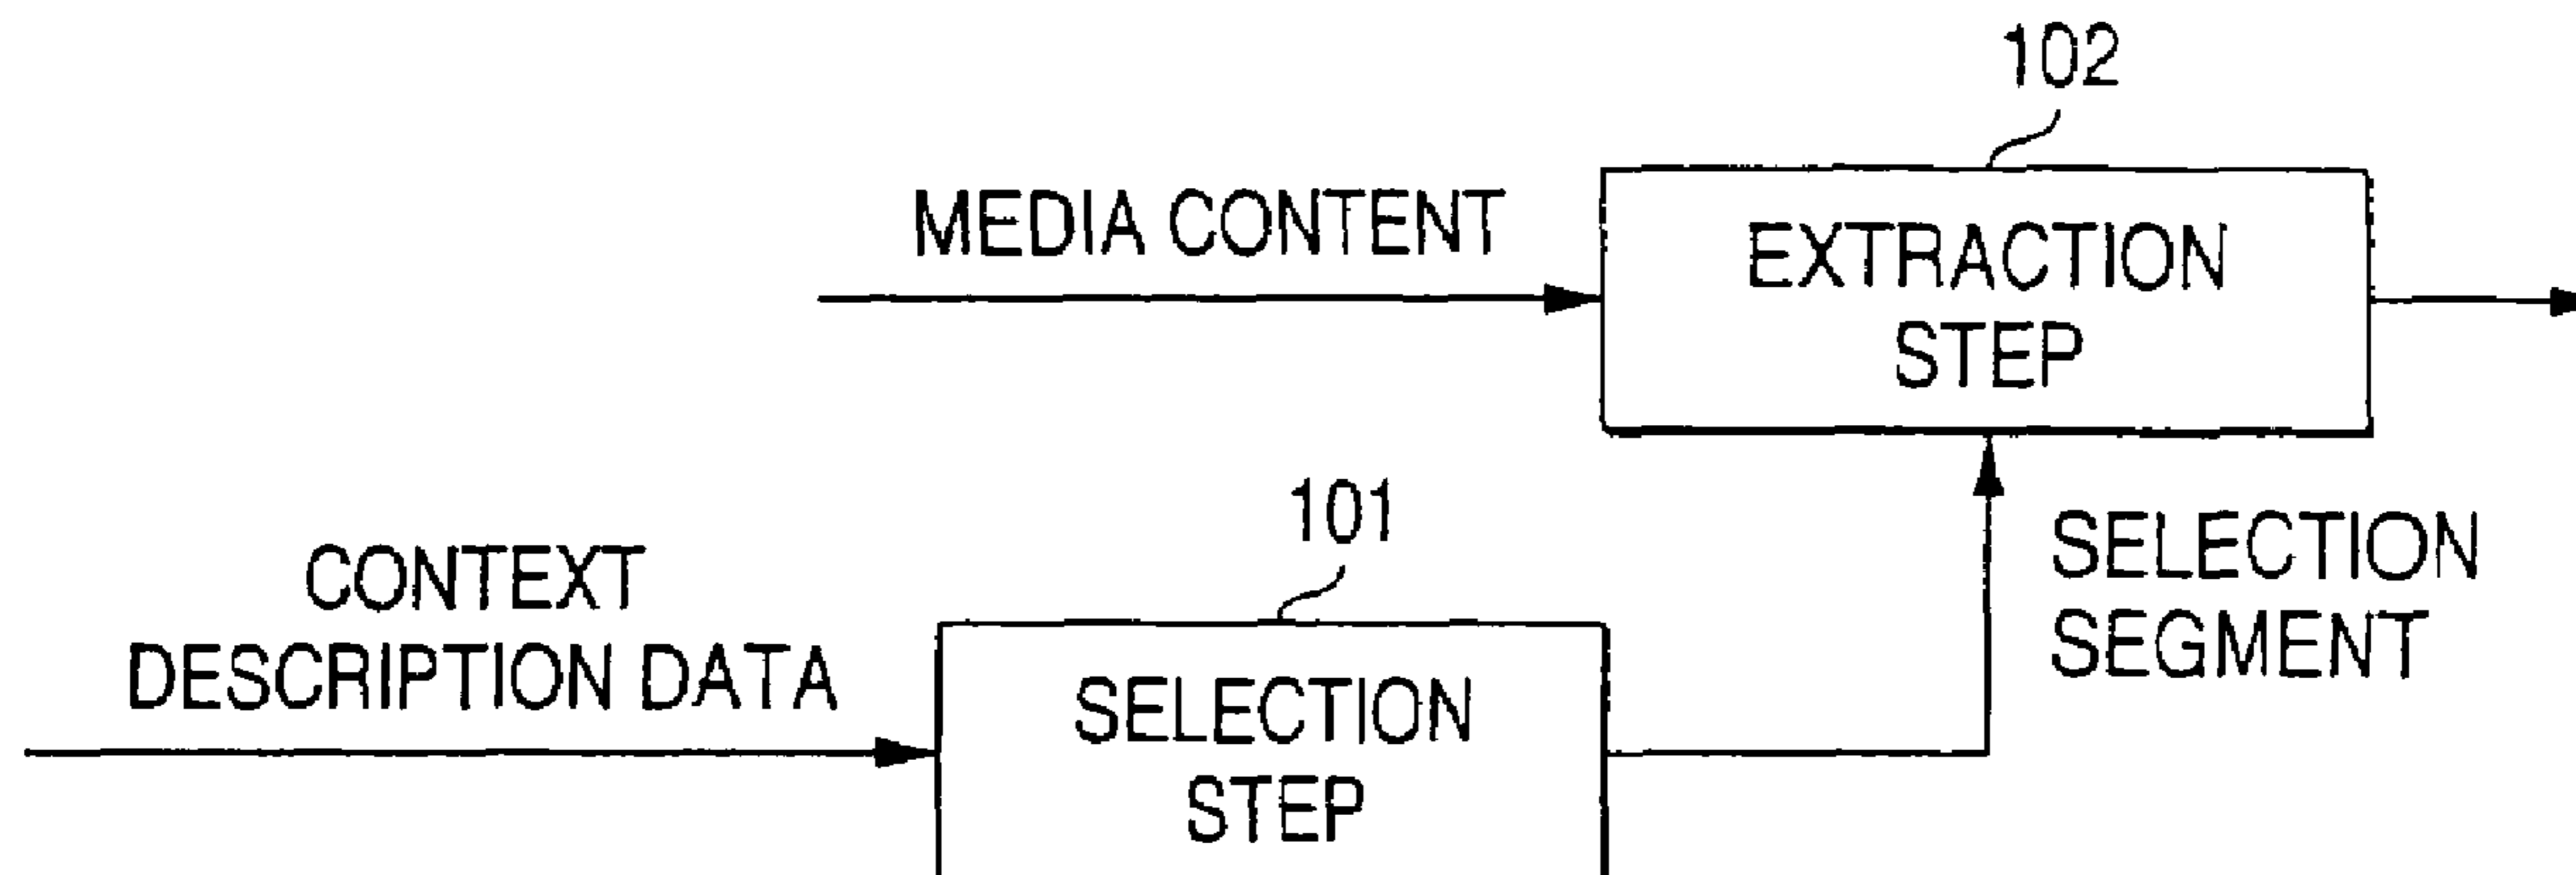 102
MEDIA CONTENT
EXTRACTION
STEP
101
SELECTION
SEGMENT
CONTEXT
DESCRIPTION DATA
SELECTION
STEP